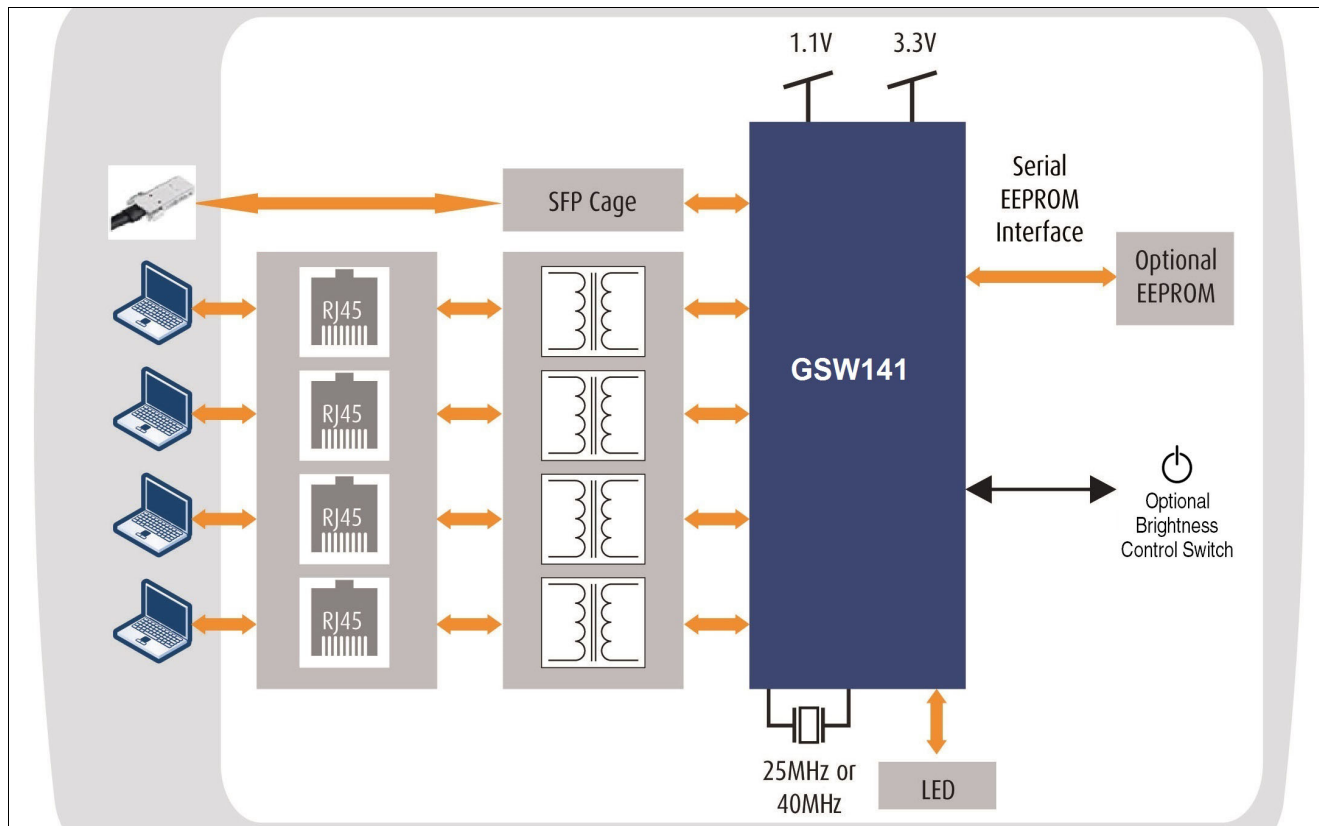 1.1V
3.3V
SFP Cage
Serial
EEPROM
Interface
Optional
EEPROM
RJ45
RJ45
RJ45
RJ45
GSW141
Optional
Brightness
Control Switch
25MHz or
40MHz
LED